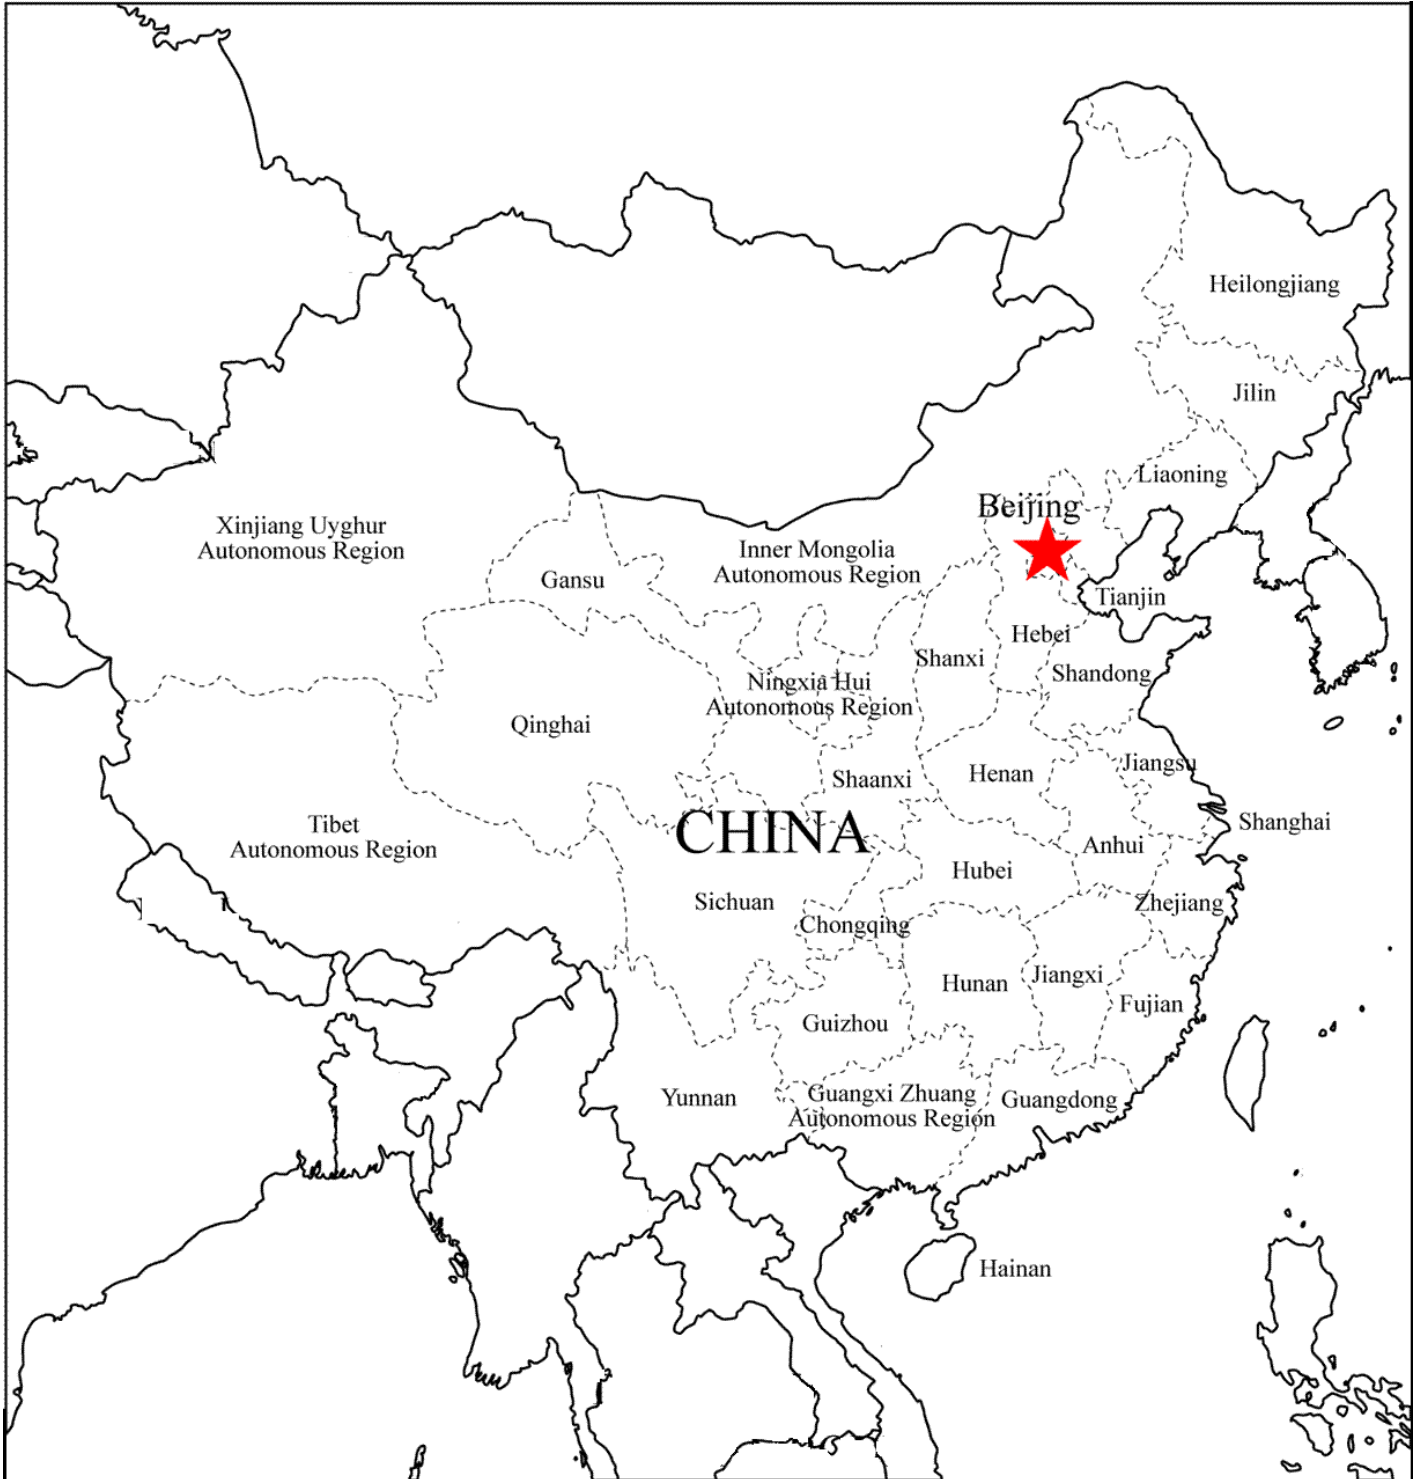 Heilongjiang
Jilin
Liaoning
Beijing
Xinjiang Uyghur
Autonomous Region
Inner Mongolia
Autonomous Region
Gansu
Tianjin
Hebei
Shanxi
Shandong
Ningxia Hui
Autonomous Region
Qinghai
Jiangsu
Henan
Shaanxi
Shanghai
Tibet
Autonomous Region
CHINA
Anhui
Hubei
Sichuan
Zhejiang
Chongqing
Jiangxi
Hunan
Fujian
Guizhou
Yunnan
Guangxi Zhuang
Autonomous Region
Guangdong
Hainan